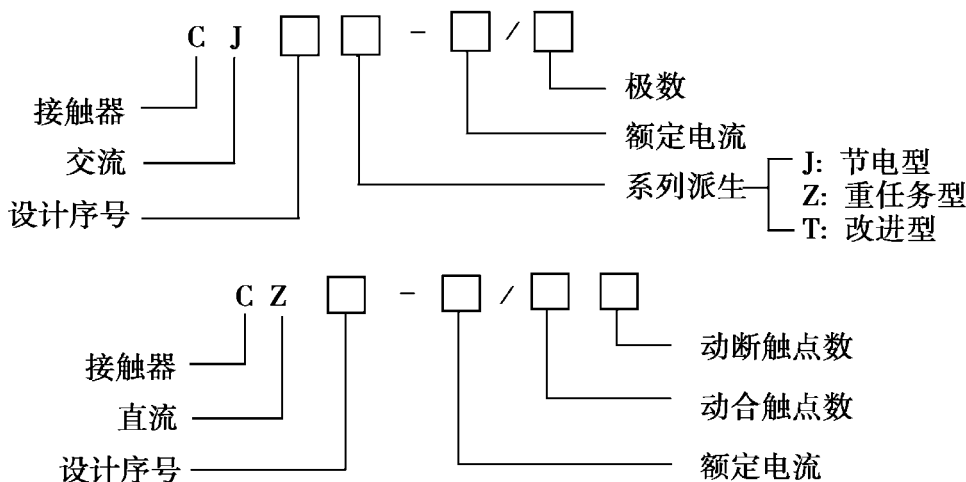 C J □ □ - □ / □
极数
接触器
额定电流
交流
系列派生
J: 节电型
Z: 重任务型
T: 改进型
设计序号
C Z □ - □ / □ □
动断触点数
接触器
动合触点数
直流
设计序号
额定电流